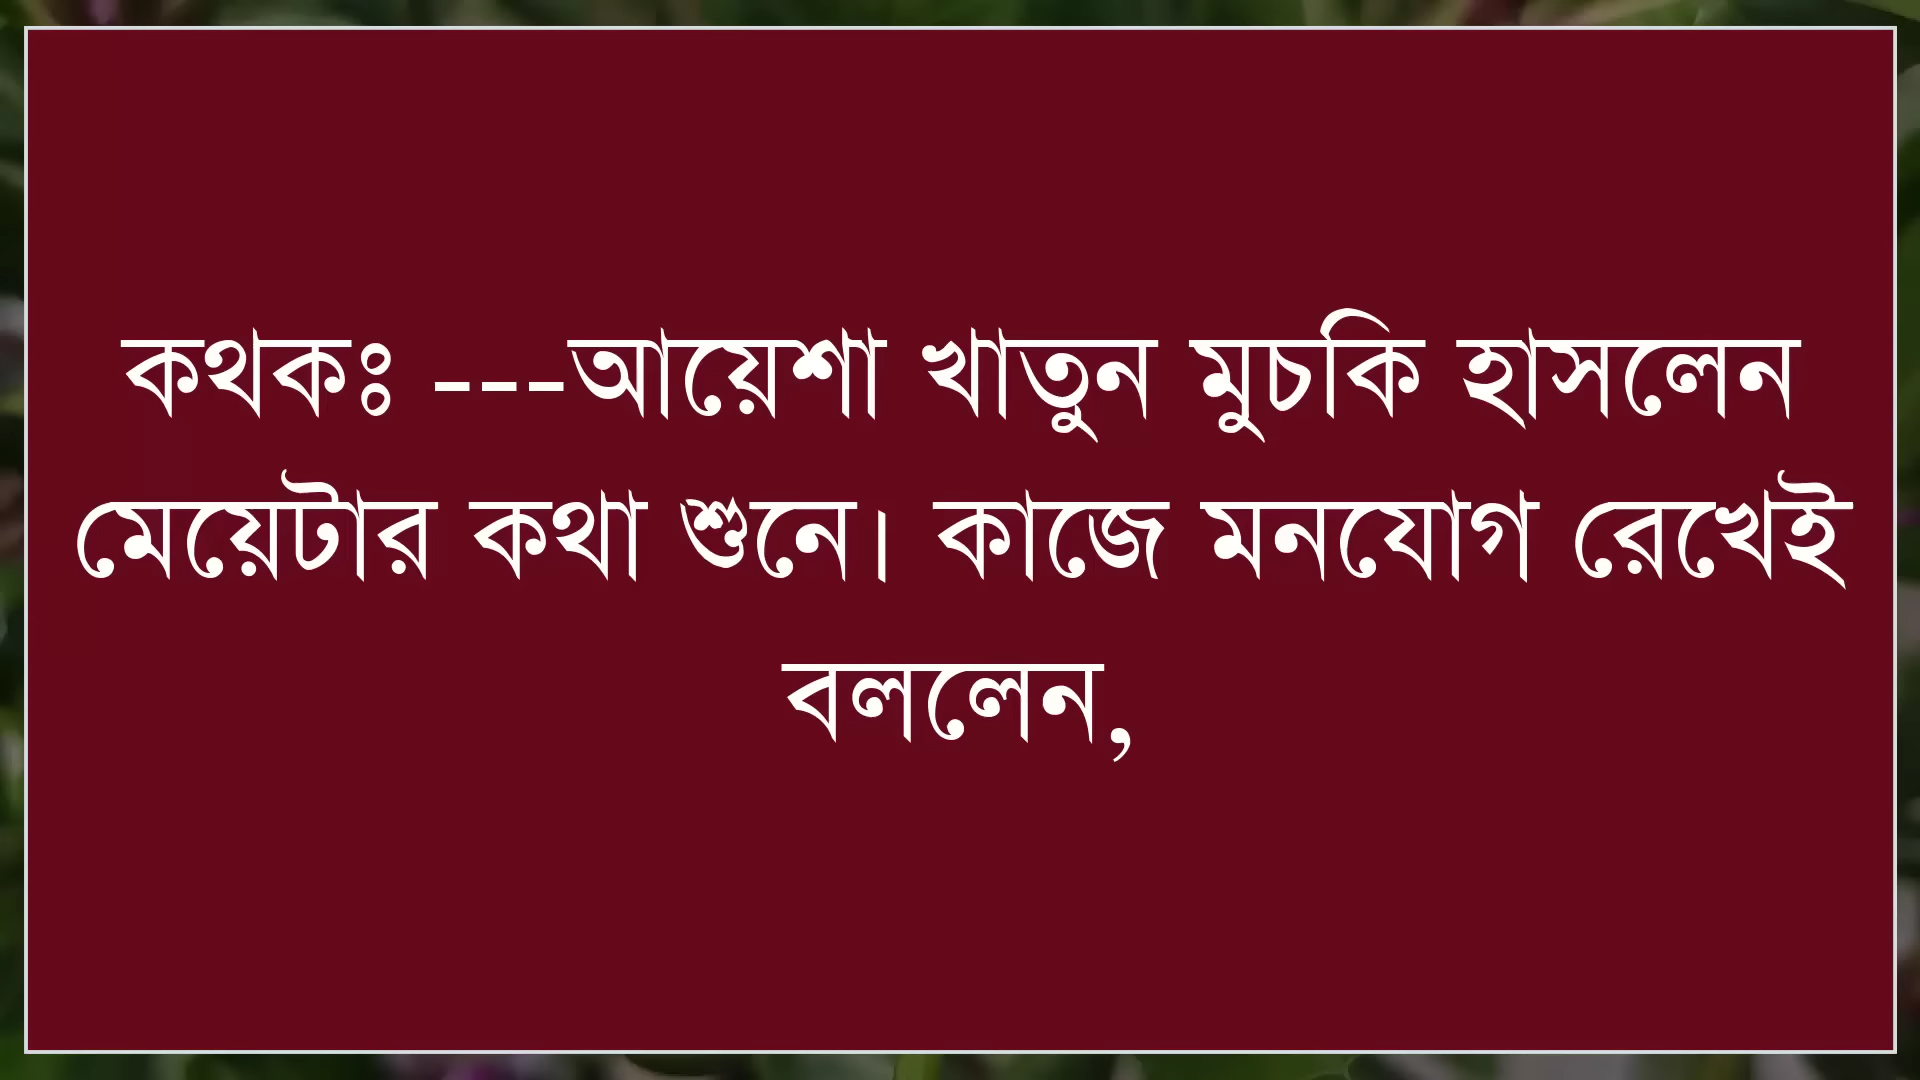 কথকঃ ---আয়েশা খাতুন মুচকি হাসলেন
মেয়েটার কথা শুনে। কাজে মনযোগ রেখেই
বললেন,